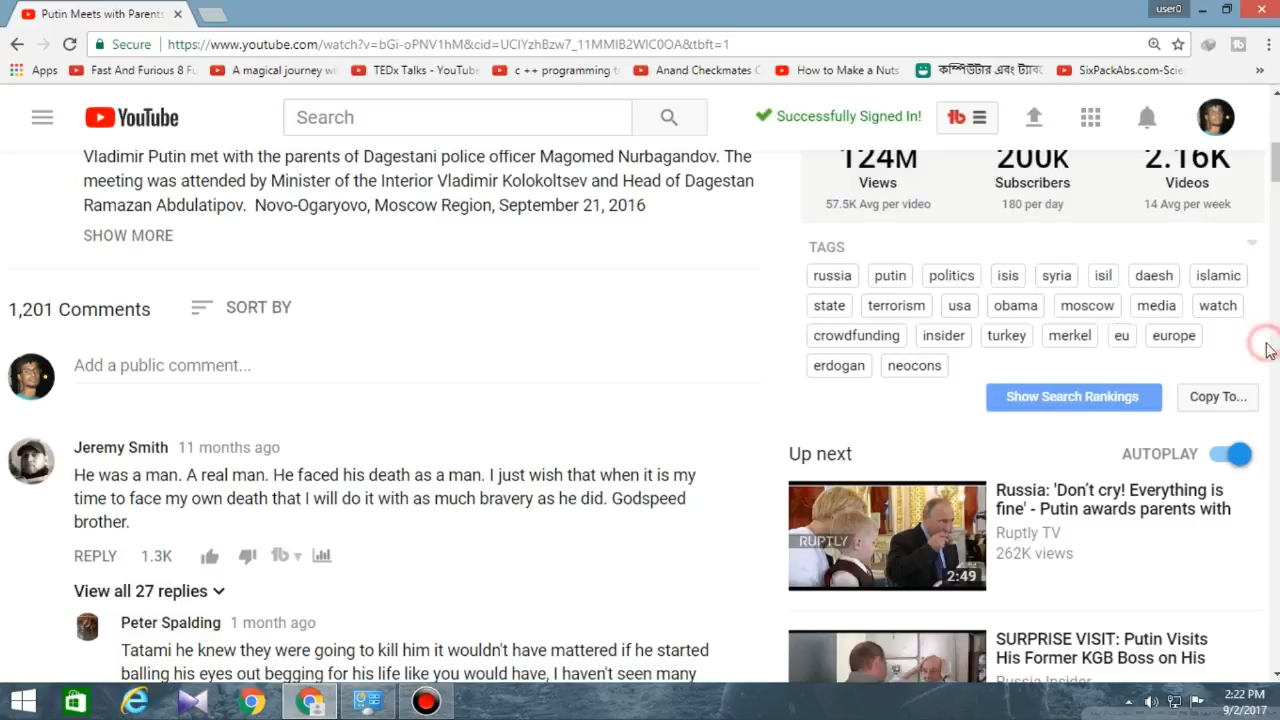 Putin Meets with Parents
user0
Secure
https://www.youtube.com/watch?v=bGi-oPNV1hM&cid=UCIYzhBzw7_11MMIB2WIC0OA&tbft=1
Apps
Fast And Furious 8 Fu
A magical journey wi
TEDx Talks - YouTube
c ++ programming t
Anand Checkmates
How to Make a Nuts
কম্পিউটার এবং ট্যাব
SixPackAbs.com-Scie
»
YouTube
Search
Successfully Signed In!
Vladimir Putin met with the parents of Dagestani police officer Magomed Nurbagandov. The
meeting was attended by Minister of the Interior Vladimir Kolokoltsev and Head of Dagestan
Ramazan Abdulatipov. Novo-Ogaryovo, Moscow Region, September 21, 2016
SHOW MORE
1,201 Comments
SORT BY
Add a public comment...
Jeremy Smith 11 months ago
He was a man. A real man. He faced his death as a man. I just wish that when it is my
time to face my own death that I will do it with as much bravery as he did. Godspeed
brother.
REPLY 1.3K
View all 27 replies
Peter Spalding 1 month ago
Tatami he knew they were going to kill him it wouldn't have mattered if he started
balling his eyes out begging for his life like you would have, I haven't seen many
124M 200K 2.16K
Views Subscribers Videos
57.5K Avg per video 180 per day 14 Avg per week
TAGS
russia putin politics isis syria isil daesh islamic
state terrorism usa obama moscow media watch
crowdfunding insider turkey merkel eu europe
erdogan neocons
Show Search Rankings Copy To...
Up next AUTOPLAY
RUPTLY
2:49
Russia: 'Don't cry! Everything is
fine' - Putin awards parents with
Ruptly TV
262K views
SURPRISE VISIT: Putin Visits
His Former KGB Boss on His
Russia Insider
2:22 PM
9/2/2017